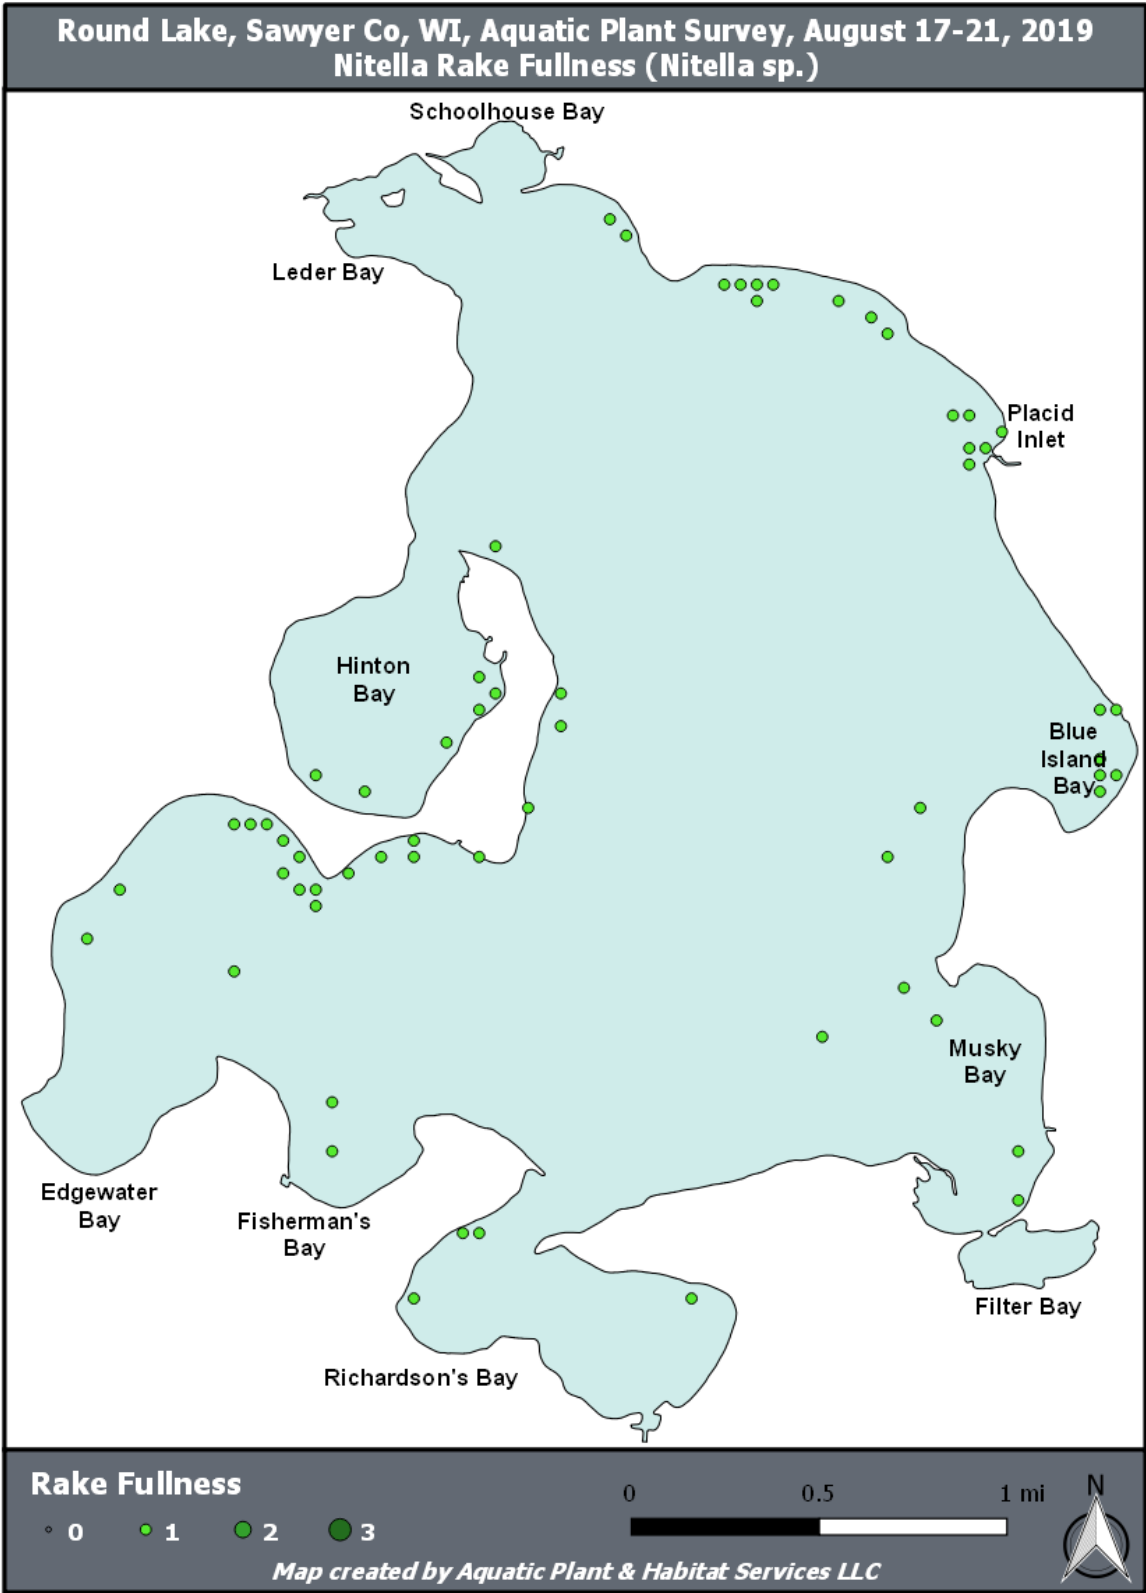 Round Lake, Sawyer Co, WI, Aquatic Plant Survey, August 17-21, 2019
Nitella Rake Fullness (Nitella sp.)
Schoolhouse Bay
Leder Bay
Placid
Inlet
Hinton
Bay
Blue
Island
Bay
Musky
Bay
Edgewater
Bay
Fisherman's
Bay
Filter Bay
Richardson's Bay
Rake Fullness
0 1 2 3
0 0.5 1 mi
N
Map created by Aquatic Plant & Habitat Services LLC